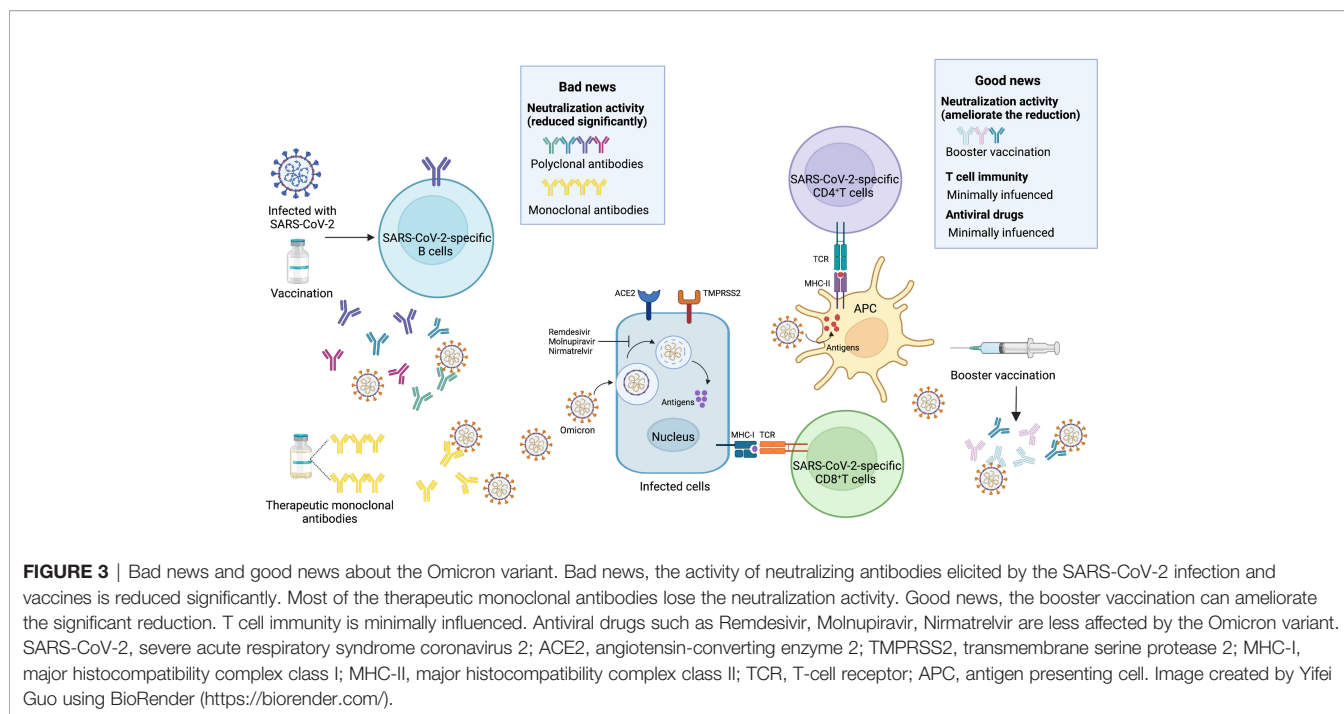 Bad news
Neutralization activity
(reduced significantly)
Polyclonal antibodies
Monoclonal antibodies
Good news
Neutralization activity
(ameliorate the reduction)
Booster vaccination
T cell immunity
Minimally infuenced
Antiviral drugs
Minimally infuenced
Infected with
SARS-CoV-2
Vaccination
SARS-CoV-2-specific
B cells
Therapeutic monoclonal
antibodies
ACE2
TMPRSS2
Remdesivir
Molnupiravir
Nirmatrelvir
Omicron
Antigens
Nucleus
Infected cells
MHC-I
TCR
SARS-CoV-2-specific
CD8+T cells
SARS-CoV-2-specific
CD4+T cells
TCR
MHC-II
APC
Antigens
Booster vaccination
FIGURE 3 | Bad news and good news about the Omicron variant. Bad news, the activity of neutralizing antibodies elicited by the SARS-CoV-2 infection and
vaccines is reduced significantly. Most of the therapeutic monoclonal antibodies lose the neutralization activity. Good news, the booster vaccination can ameliorate
the significant reduction. T cell immunity is minimally influenced. Antiviral drugs such as Remdesivir, Molnupiravir, Nirmatrelvir are less affected by the Omicron variant.
SARS-CoV-2, severe acute respiratory syndrome coronavirus 2; ACE2, angiotensin-converting enzyme 2; TMPRSS2, transmembrane serine protease 2; MHC-I,
major histocompatibility complex class I; MHC-II, major histocompatibility complex class II; TCR, T-cell receptor; APC, antigen presenting cell. Image created by Yifei
Guo using BioRender (https://biorender.com/).